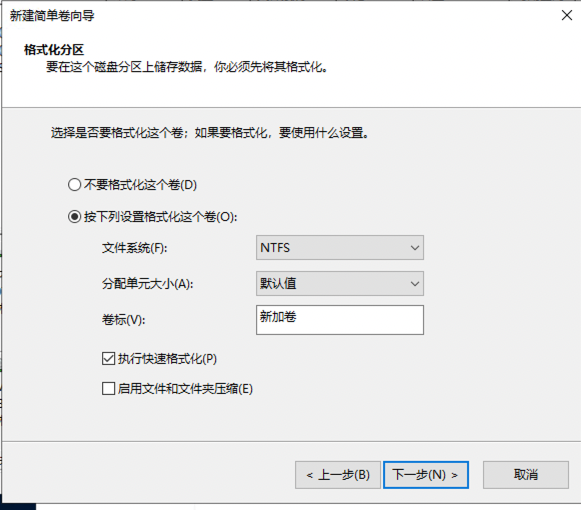 新建简单卷向导
格式化分区
要在这个磁盘分区上储存数据，你必须先将其格式化。
选择是否要格式化这个卷；如果要格式化，要使用什么设置。
不要格式化这个卷(D)
按下列设置格式化这个卷(O):
文件系统(F): NTFS
分配单元大小(A): 默认值
卷标(V): 新加卷
执行快速格式化(P)
启用文件和文件夹压缩(E)
< 上一步(B) 下一步(N) > 取消